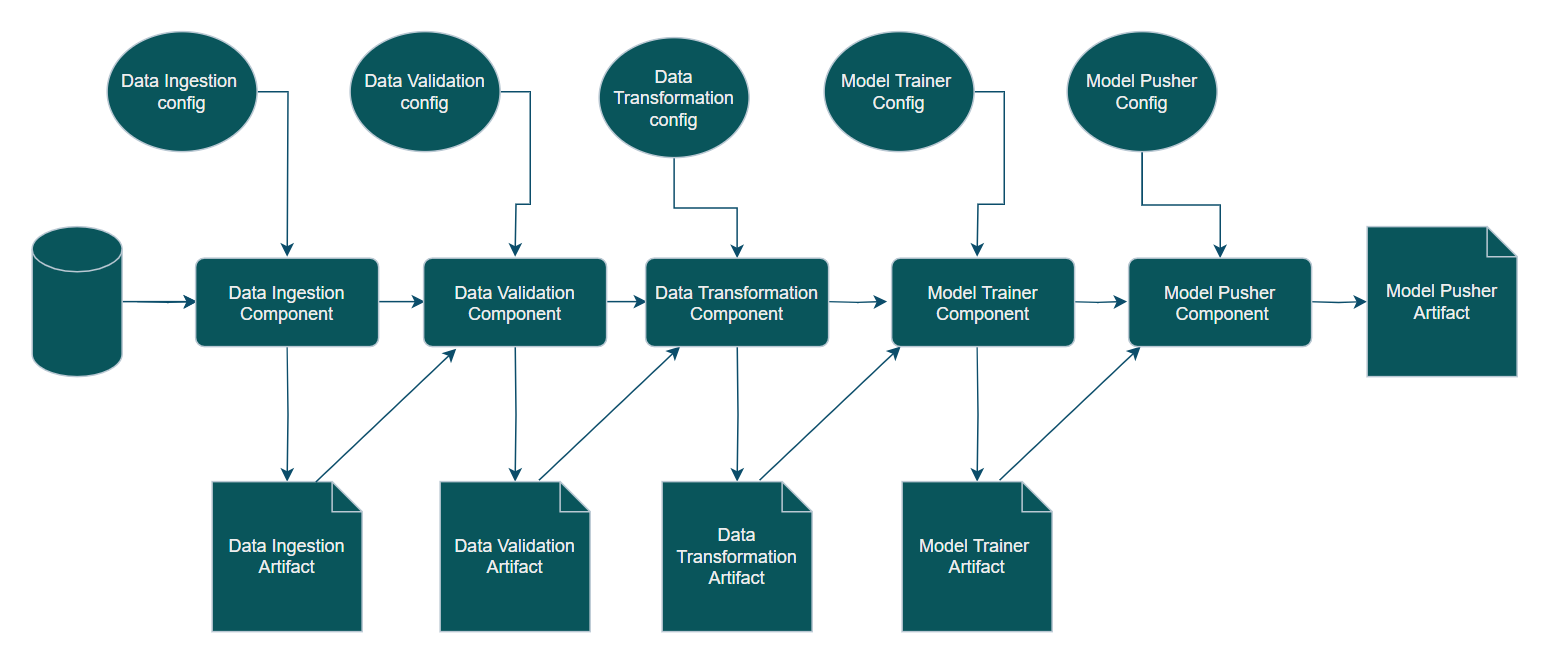 Data Ingestion
config
Data Validation
config
Data
Transformation
config
Model Trainer
Config
Model Pusher
Config
Data Ingestion
Component
Data Validation
Component
Data Transformation
Component
Model Trainer
Component
Model Pusher
Component
Model Pusher
Artifact
Data Ingestion
Artifact
Data Validation
Artifact
Data
Transformation
Artifact
Model Trainer
Artifact